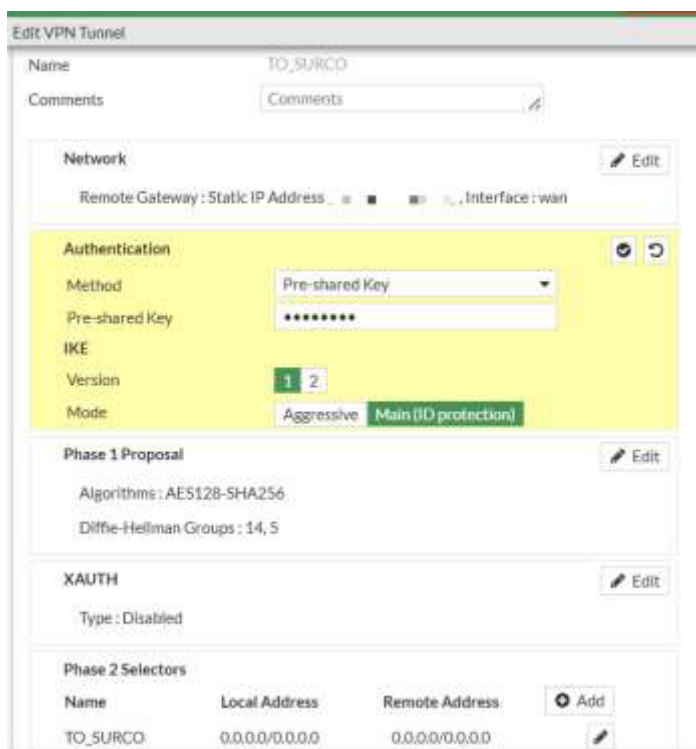 Edit VPN Tunnel
Name TO_SURCO
Comments Comments
Network Edit
Remote Gateway : Static IP Address , Interface : wan
Authentication
Method Pre-shared Key
Pre-shared Key ••••••••
IKE
Version 1 2
Mode Aggressive Main (ID protection)
Phase 1 Proposal Edit
Algorithms : AES128-SHA256
Diffie-Hellman Groups : 14, 5
XAUTH Edit
Type : Disabled
Phase 2 Selectors
Name Local Address Remote Address Add
TO_SURCO 0.0.0.0/0.0.0.0 0.0.0.0/0.0.0.0